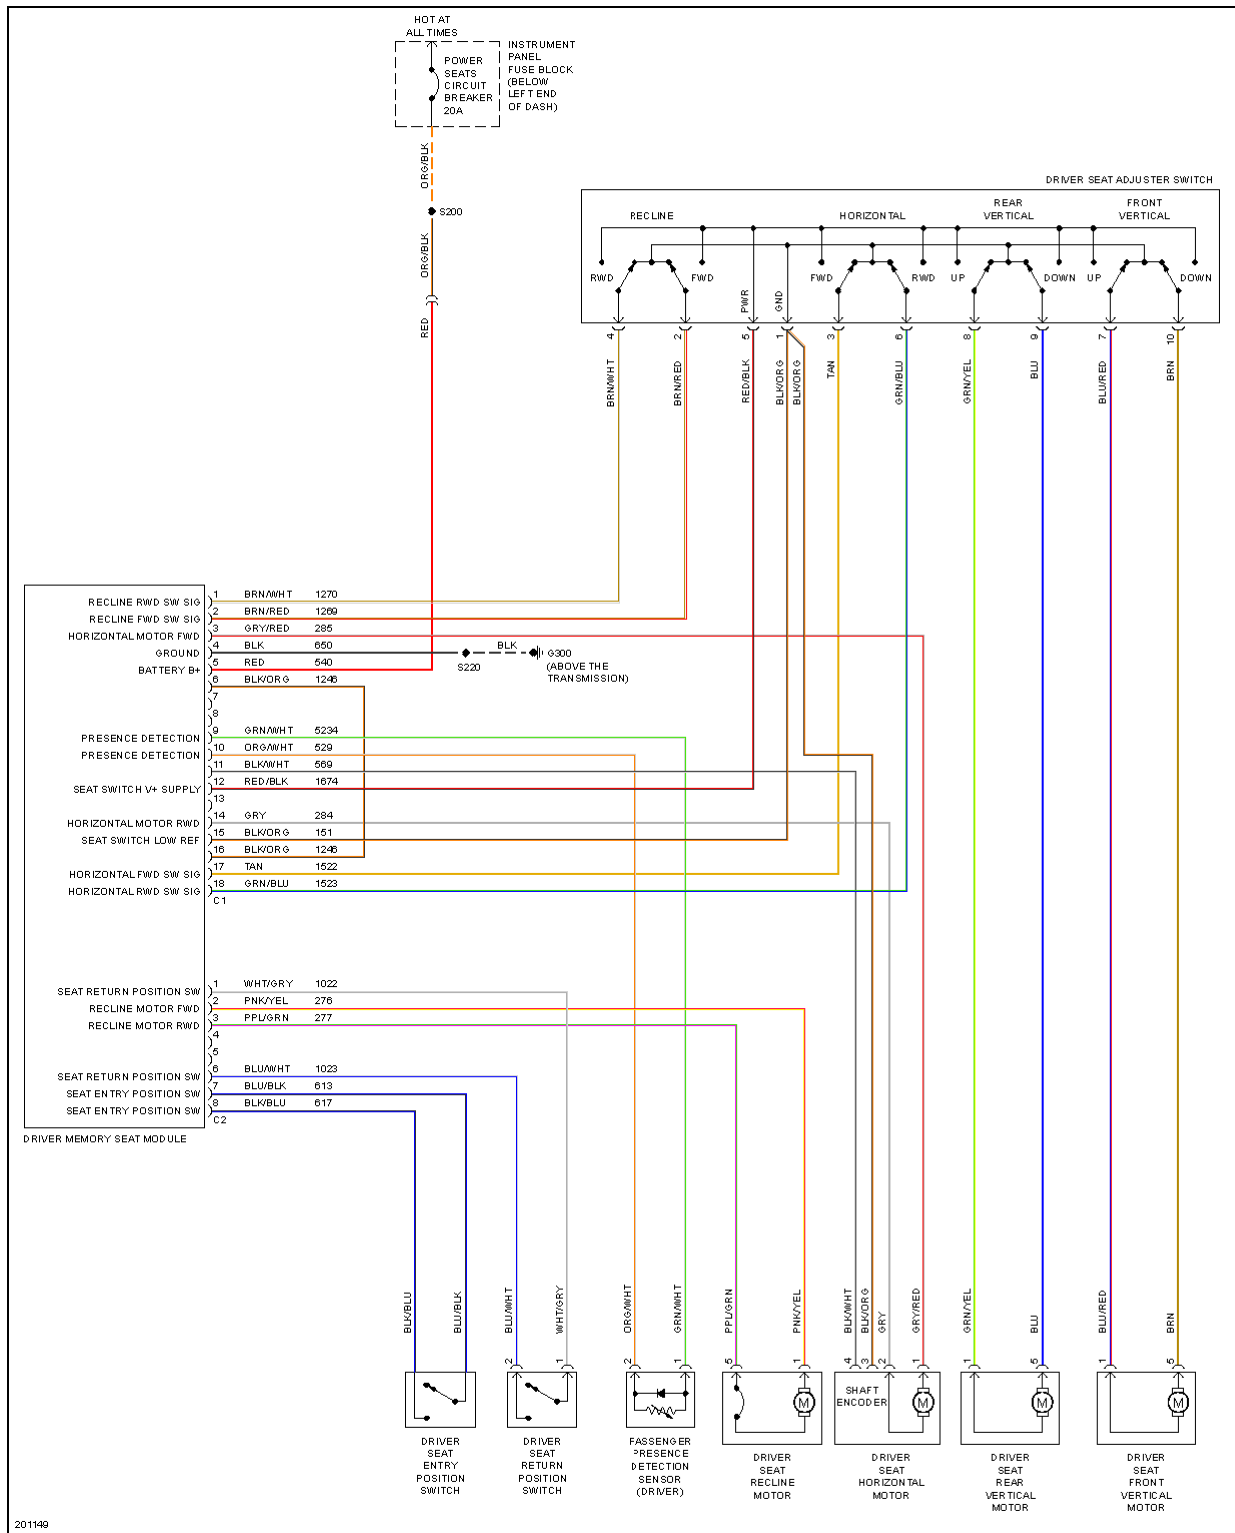 HOT AT
ALL TIMES
POWER
SEATS
CIRCUIT
BREAKER
20A
INSTRUMENT
PANEL
FUSE BLOCK
(BELOW
LEFT END
OF DASH)
ORG/BLK
S200
ORG/BLK
RED
DRIVER SEAT ADJUSTER SWITCH
RECLINE
HORIZONTAL
REAR
VERTICAL
FRONT
VERTICAL
RWD
FWD
FWD
RWD
UP
DOWN
UP
DOWN
PWR
GND
4
2
5
1
3
6
8
9
7
10
BRN/WHT
BRN/RED
RED/BLK
BLK/ORG
BLK/ORG
TAN
GRN/BLU
GRN/YEL
BLU
BLU/RED
BRN
RECLINE RWD SW SIG 1 BRN/WHT 1270
RECLINE FWD SW SIG 2 BRN/RED 1269
HORIZONTAL MOTOR FWD 3 GRY/RED 285
GROUND 4 BLK 650
BATTERY B+ 5 RED 540
6 BLK/ORG 1246
7
8
PRESENCE DETECTION 9 GRN/WHT 5234
PRESENCE DETECTION 10 ORG/WHT 529
11 BLK/WHT 569
SEAT SWITCH V+ SUPPLY 12 RED/BLK 1674
13
HORIZONTAL MOTOR RWD 14 GRY 284
SEAT SWITCH LOW REF 15 BLK/ORG 151
16 BLK/ORG 1246
HORIZONTAL FWD SW SIG 17 TAN 1522
HORIZONTAL RWD SW SIG 18 GRN/BLU 1523
C1
BLK
S220
G300
(ABOVE THE
TRANSMISSION)
SEAT RETURN POSITION SW 1 WHT/GRY 1022
RECLINE MOTOR FWD 2 PNK/YEL 276
RECLINE MOTOR RWD 3 PPL/GRN 277
4
5
SEAT RETURN POSITION SW 6 BLU/WHT 1023
SEAT ENTRY POSITION SW 7 BLU/BLK 613
SEAT ENTRY POSITION SW 8 BLK/BLU 617
C2
DRIVER MEMORY SEAT MODULE
BLK/BLU
BLU/BLK
BLU/WHT
WHT/GRY
ORG/WHT
GRN/WHT
PPL/GRN
PNK/YEL
BLK/WHT
BLK/ORG
GRY
GRY/RED
GRN/YEL
BLU
BLU/RED
BRN
2
1
2
1
5
1
4
3
2
1
1
5
1
5
SHAFT
ENCODER
M
M
M
M
DRIVER
SEAT
ENTRY
POSITION
SWITCH
DRIVER
SEAT
RETURN
POSITION
SWITCH
PASSENGER
PRESENCE
DETECTION
SENSOR
(DRIVER)
DRIVER
SEAT
RECLINE
MOTOR
DRIVER
SEAT
HORIZONTAL
MOTOR
DRIVER
SEAT
REAR
VERTICAL
MOTOR
DRIVER
SEAT
FRONT
VERTICAL
MOTOR
201149